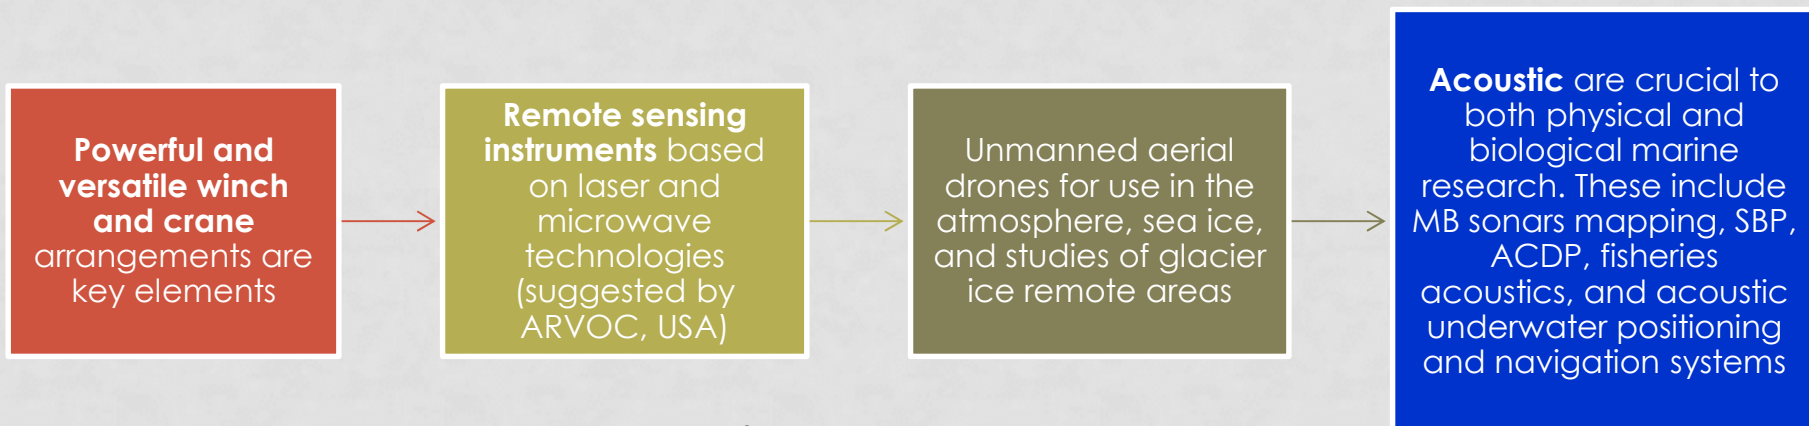 Powerful and
versatile winch
and crane
arrangements are
key elements
Remote sensing
instruments based
on laser and
microwave
technologies
(suggested by
ARVOC, USA)
Unmanned aerial
drones for use in the
atmosphere, sea ice,
and studies of glacier
ice remote areas
Acoustic are crucial to
both physical and
biological marine
research. These include
MB sonars mapping, SBP,
ACDP, fisheries
acoustics, and acoustic
underwater positioning
and navigation systems